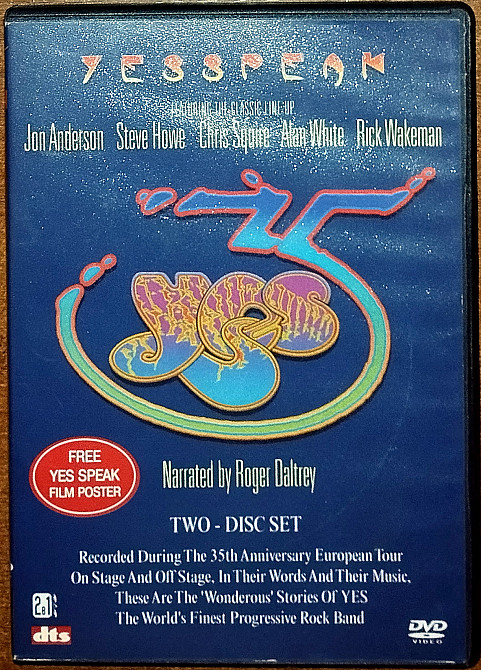 YESSPEAK
FEATURING THE CLASSIC LINE-UP
Jon Anderson Steve Howe Chris Squire Alan White Rick Wakeman
35
Yes
FREE
YES SPEAK
FILM POSTER
Narrated by Roger Daltrey
TWO - DISC SET
Recorded During The 35th Anniversary European Tour
On Stage And Off Stage, In Their Words And Their Music,
These Are The 'Wonderous' Stories Of YES
The World's Finest Progressive Rock Band
dts
DVD
VIDEO